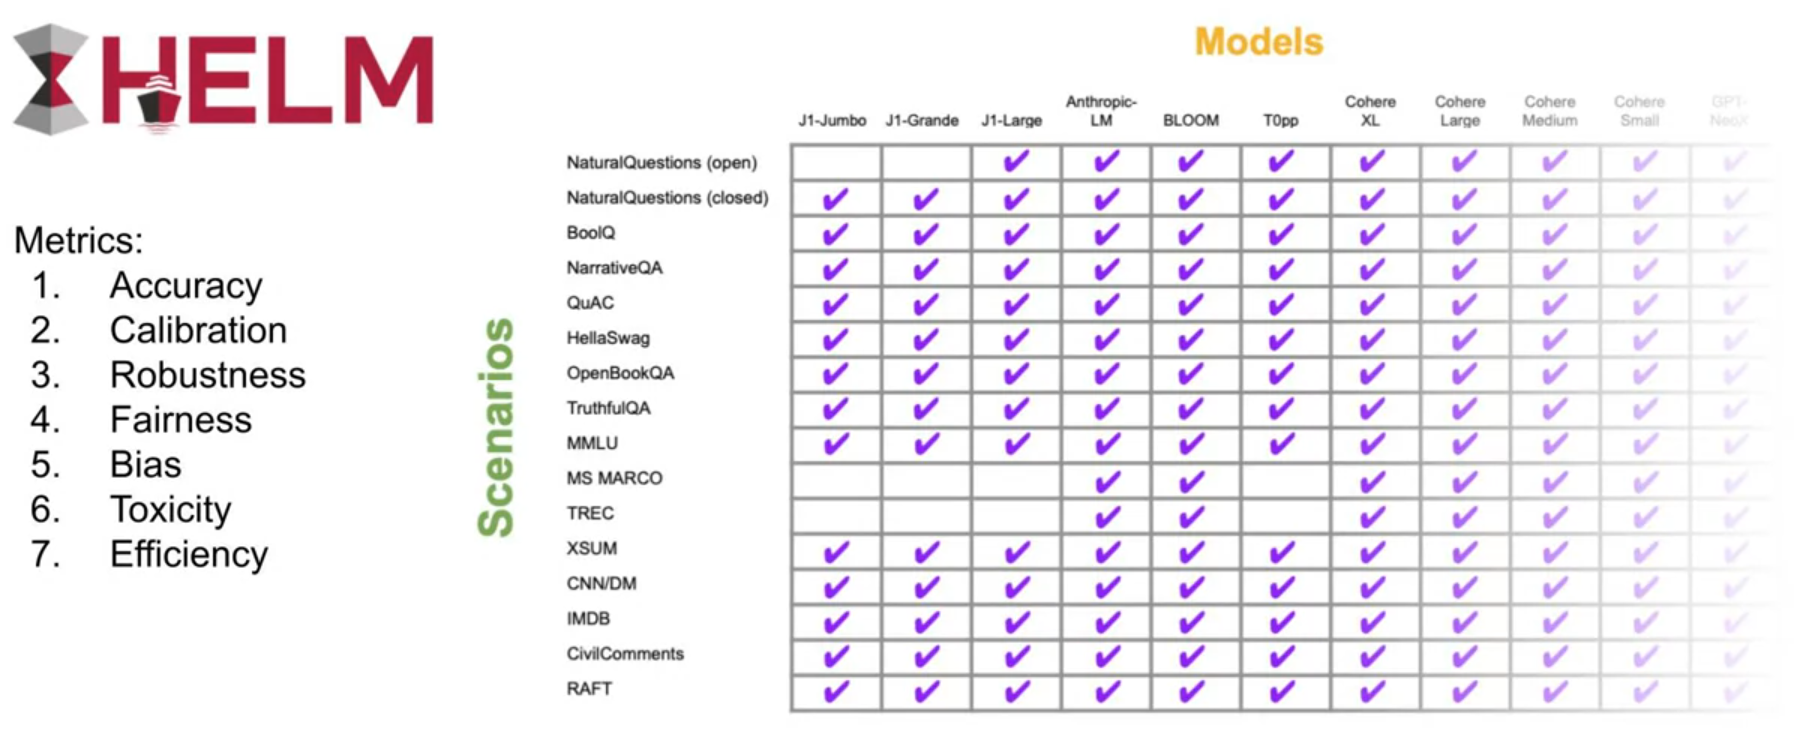 HELM
Metrics:
1. Accuracy
2. Calibration
3. Robustness
4. Fairness
5. Bias
6. Toxicity
7. Efficiency
Scenarios
Models
J1-Jumbo
J1-Grande
J1-Large
Anthropic-
LM
BLOOM
T0pp
Cohere
XL
Cohere
Large
Cohere
Medium
Cohere
Small
GPT-
NeoX
NaturalQuestions (open)
NaturalQuestions (closed)
BoolQ
NarrativeQA
QuAC
HellaSwag
OpenBookQA
TruthfulQA
MMLU
MS MARCO
TREC
XSUM
CNN/DM
IMDB
CivilComments
RAFT